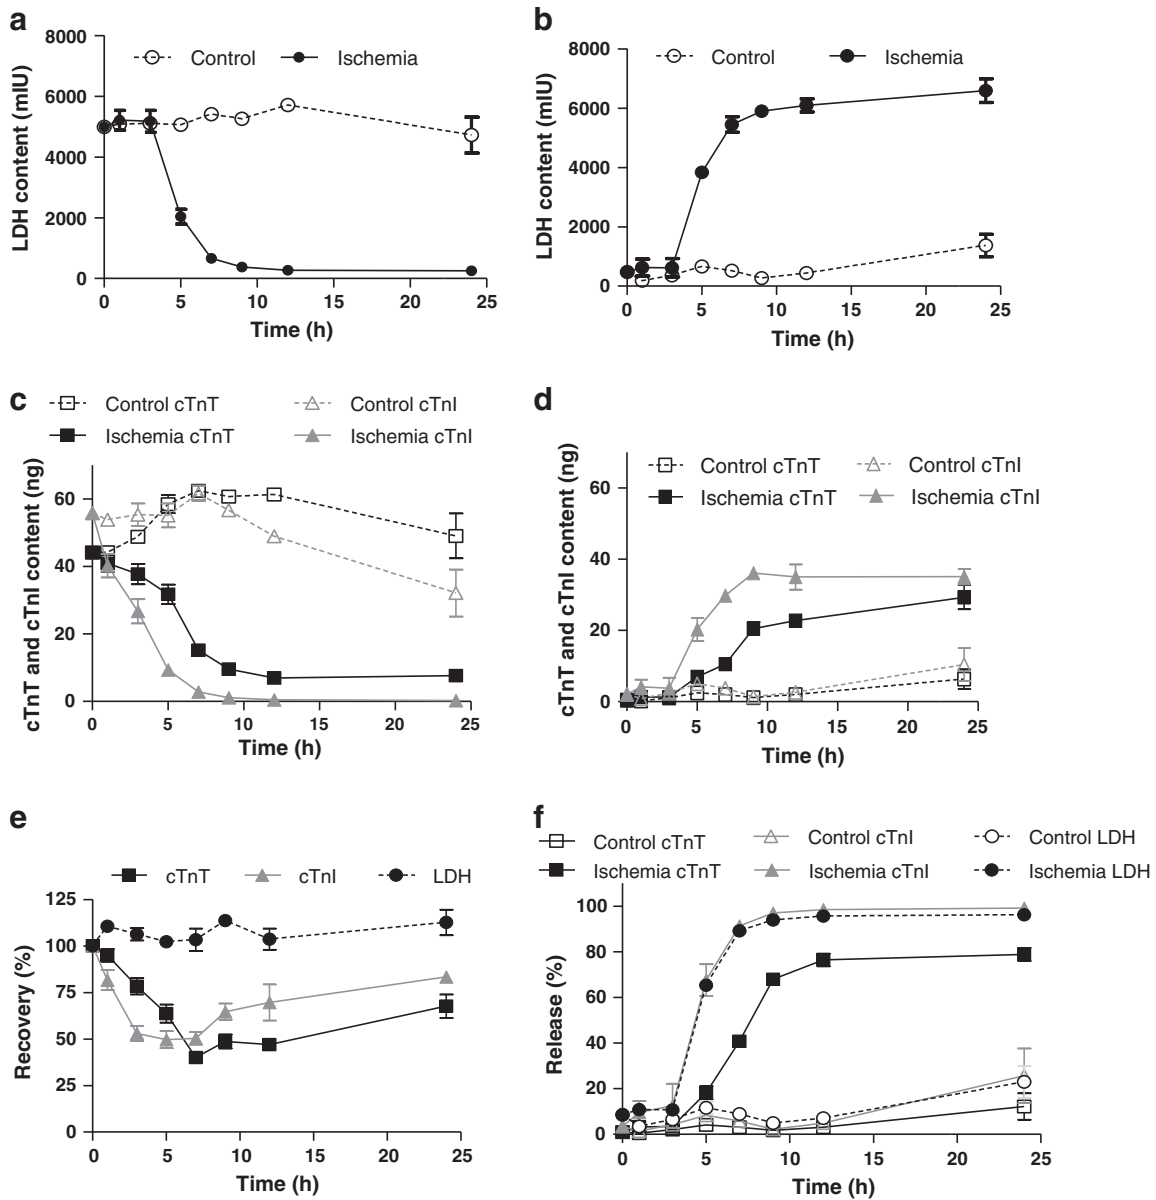 a
8000
6000
4000
2000
0
LDH content (mIU)
Control
Ischemia
0 5 10 15 20 25
Time (h)
b
8000
6000
4000
2000
0
LDH content (mIU)
Control
Ischemia
0 5 10 15 20 25
Time (h)
c
Control cTnT
Control cTnI
Ischemia cTnT
Ischemia cTnI
60
40
20
0
cTnT and cTnI content (ng)
0 5 10 15 20 25
Time (h)
d
Control cTnT
Control cTnI
Ischemia cTnT
Ischemia cTnI
60
40
20
0
cTnT and cTnI content (ng)
0 5 10 15 20 25
Time (h)
e
cTnT
cTnI
LDH
125
100
75
50
25
0
Recovery (%)
0 5 10 15 20 25
Time (h)
f
Control cTnT
Control cTnI
Control LDH
Ischemia cTnT
Ischemia cTnI
Ischemia LDH
100
80
60
40
20
0
Release (%)
0 5 10 15 20 25
Time (h)